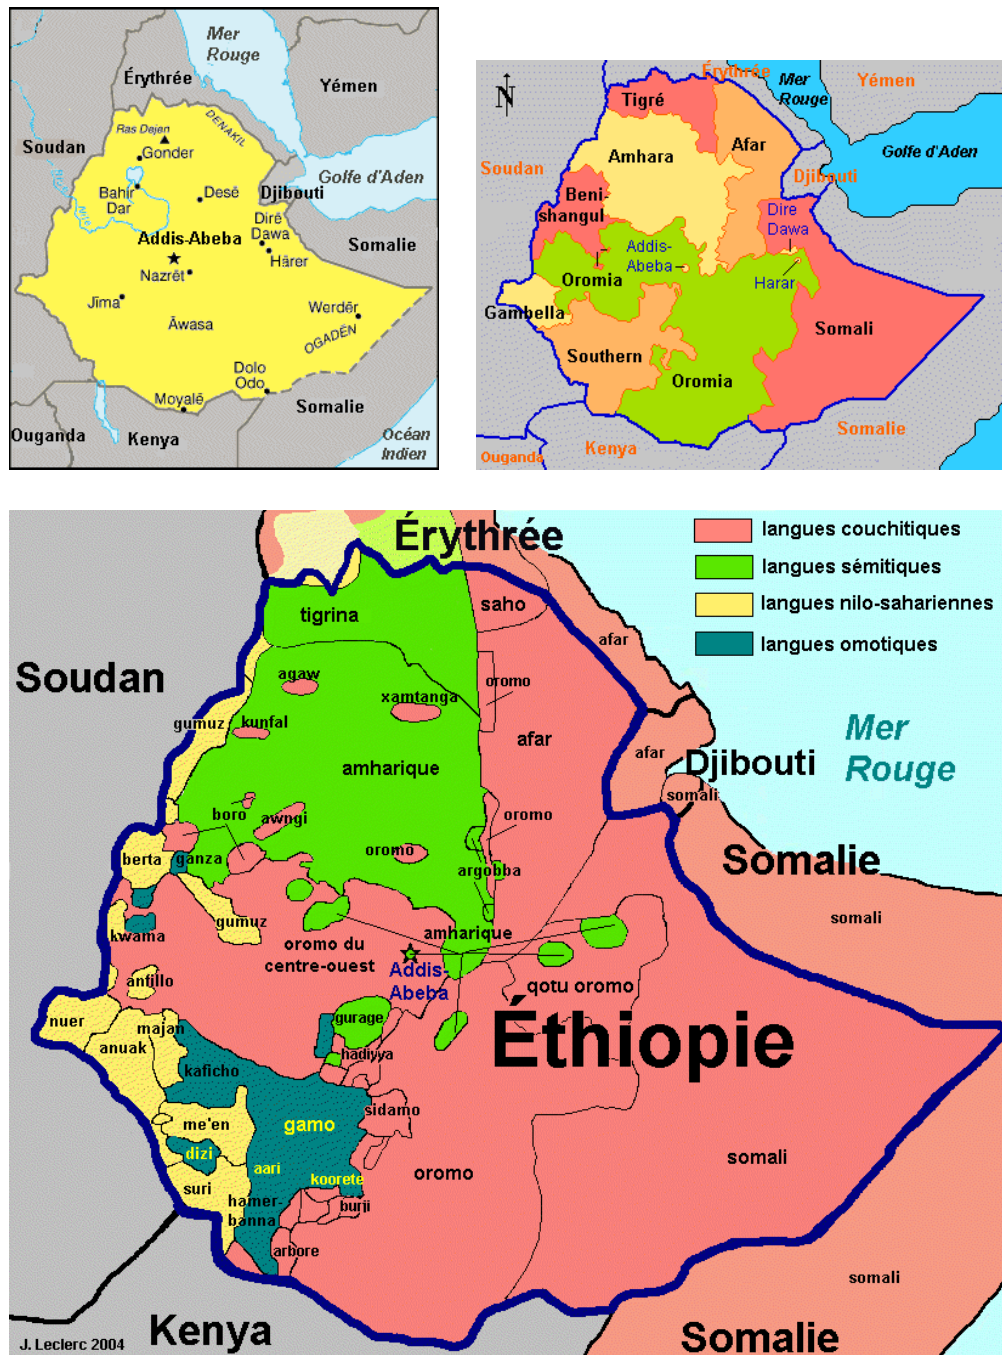 Mer
Rouge
Érythrée
Yémen
Ras Dejen
DENAKIL
Soudan
Gonder
Golfe d'Aden
Bahir
Dar
Desē
Djibouti
Nil
Dirē
Dawa
Addis-Abeba
Somalie
Hārer
Nazrēt
Jīma
Werdēr
Āwasa
OGADĒN
Dolo
Odo
Moyalē
Somalie
Ouganda
Kenya
Océan
Indien
N
Érythrée
Mer
Rouge
Yémen
Tigré
Amhara
Afar
Golfe d'Aden
Soudan
Djibouti
Beni-
shangul
Dire
Dawa
Addis-
Abeba
Oromia
Harar
Gambella
Somali
Southern
Oromia
Somalie
Kenya
Ouganda
Érythrée
langues couchitiques
langues sémitiques
langues nilo-sahariennes
langues omotiques
tigrina
saho
afar
Soudan
agaw
oromo
xamtanga
gumuz
kunfal
afar
Mer
Rouge
amharique
afar
Djibouti
somali
boro
awngi
oromo
berta
ganza
oromo
argobba
Somalie
gumuz
somali
kwama
amharique
oromo du
centre-ouest
Addis-
Abeba
anfillo
qotu oromo
nuer
majan
gurage
Éthiopie
anuak
hadiyya
kaficho
sidamo
me'en
gamo
dizi
aari
oromo
somali
suri
koorete
hamer-
banna
burji
arbore
somali
Kenya
Somalie
J. Leclerc 2004